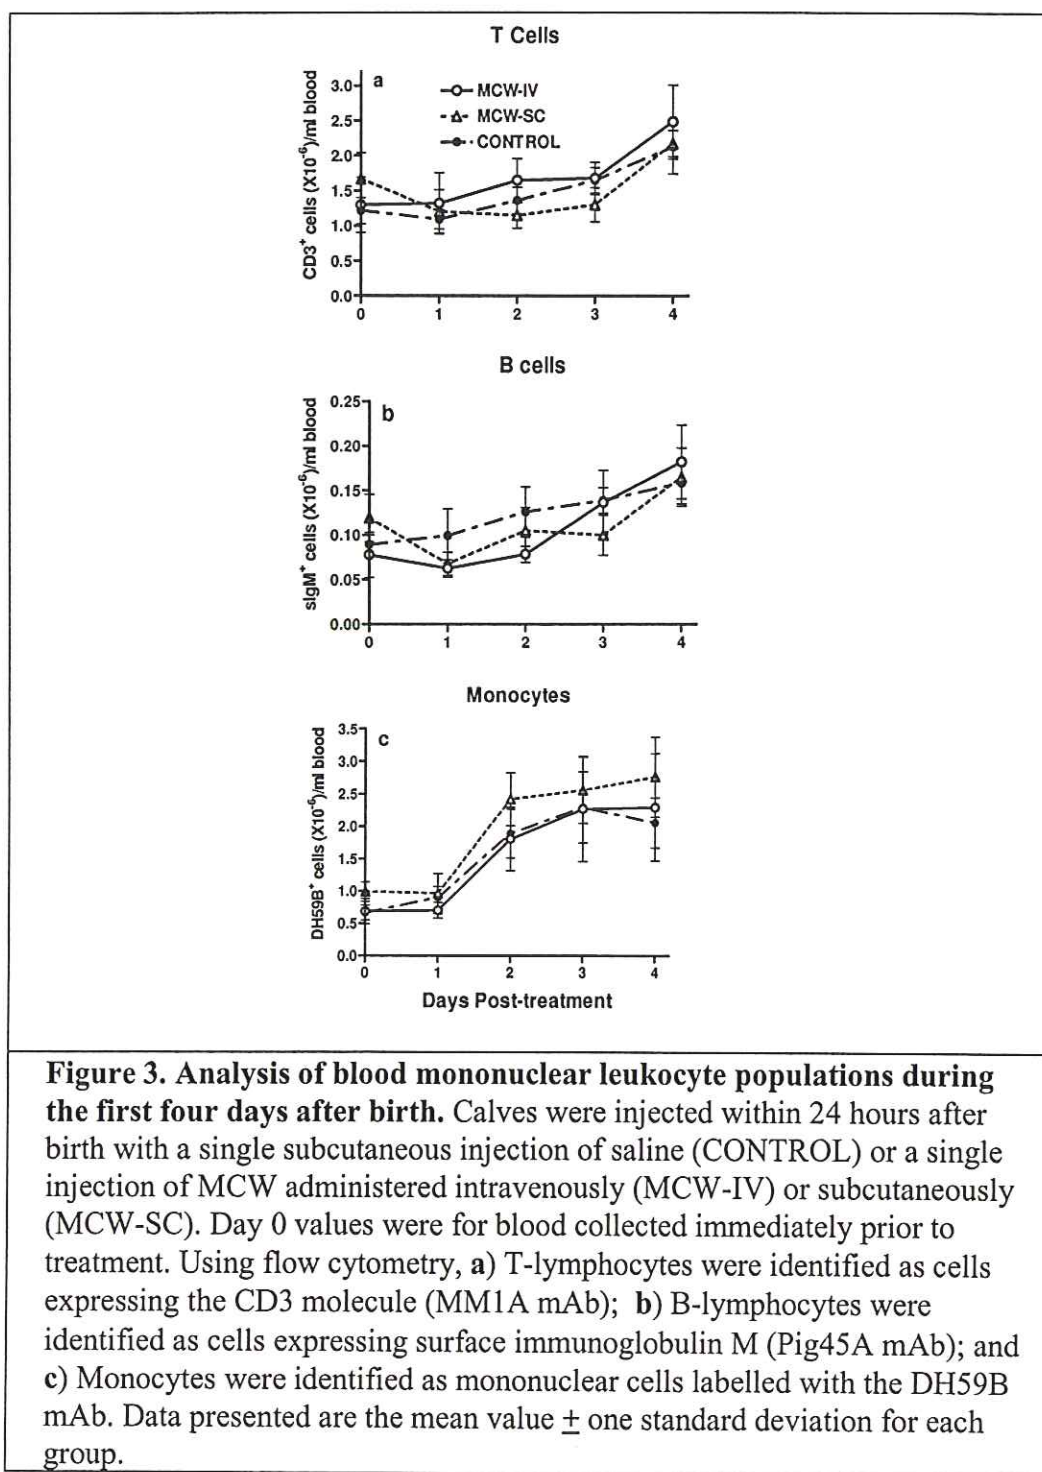 T Cells
CD3+ cells (X10-6)/ml blood
a
MCW-IV
MCW-SC
CONTROL
3.0
2.5
2.0
1.5
1.0
0.5
0.0
0 1 2 3 4
B cells
sIgM+ cells (X10-6)/ml blood
b
0.25
0.20
0.15
0.10
0.05
0.00
0 1 2 3 4
Monocytes
DH59B+ cells (X10-6)/ml blood
c
3.5
3.0
2.5
2.0
1.5
1.0
0.5
0.0
0 1 2 3 4
Days Post-treatment
Figure 3. Analysis of blood mononuclear leukocyte populations during
the first four days after birth. Calves were injected within 24 hours after
birth with a single subcutaneous injection of saline (CONTROL) or a single
injection of MCW administered intravenously (MCW-IV) or subcutaneously
(MCW-SC). Day 0 values were for blood collected immediately prior to
treatment. Using flow cytometry, a) T-lymphocytes were identified as cells
expressing the CD3 molecule (MM1A mAb); b) B-lymphocytes were
identified as cells expressing surface immunoglobulin M (Pig45A mAb); and
c) Monocytes were identified as mononuclear cells labelled with the DH59B
mAb. Data presented are the mean value ± one standard deviation for each
group.